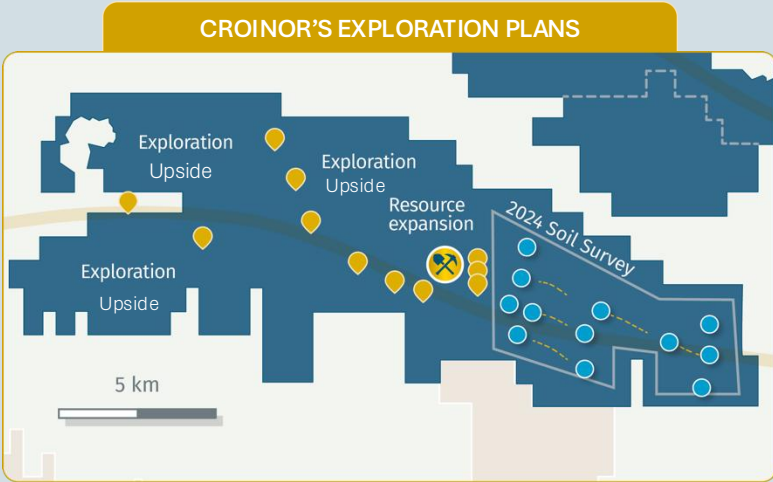 CROINOR'S EXPLORATION PLANS
Exploration
Upside
Exploration
Upside
Resource
expansion
2024 Soil Survey
Exploration
Upside
5 km